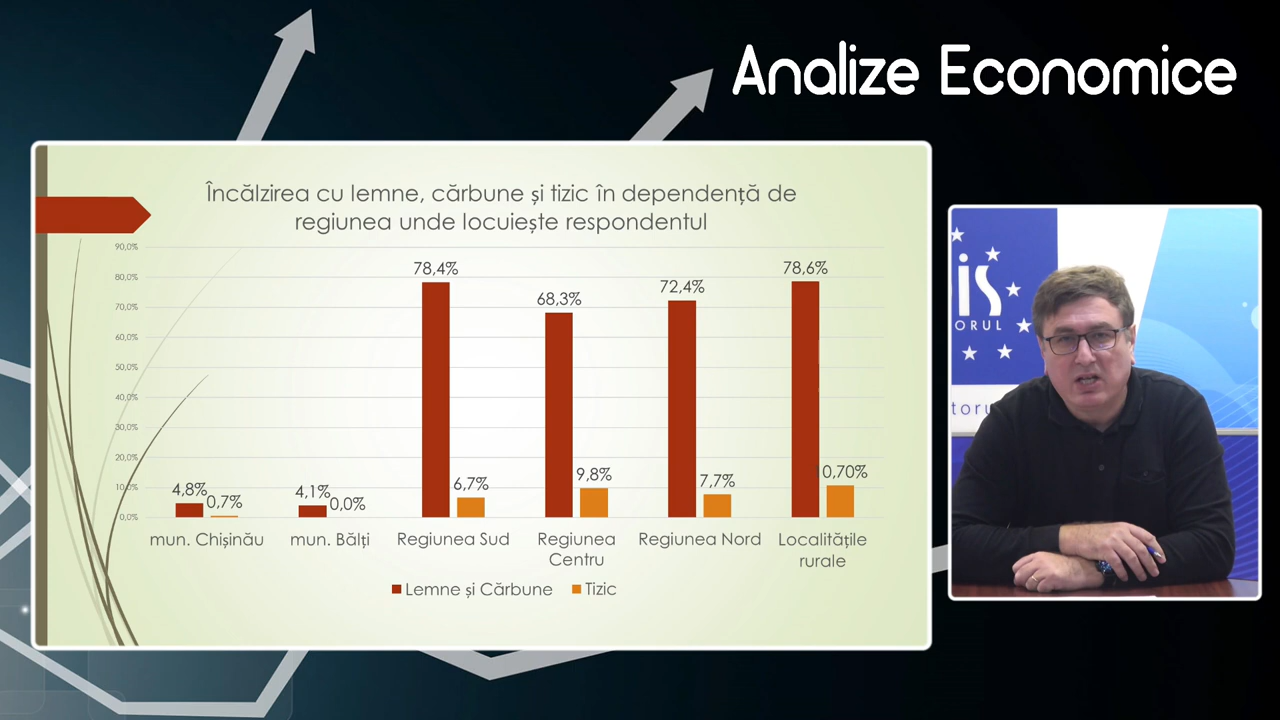 Analize Economice
Încălzirea cu lemne, cărbune și tizic în dependență de
regiunea unde locuiește respondentul
90,0%
80,0%
70,0%
60,0%
50,0%
40,0%
30,0%
20,0%
10,0%
0,0%
4,8%
0,7%
4,1%
0,0%
78,4%
6,7%
68,3%
9,8%
72,4%
7,7%
78,6%
0,70%
mun. Chișinău
mun. Bălți
Regiunea Sud
Regiunea
Centru
Regiunea Nord
Localitățile
rurale
Lemne și Cărbune
Tizic
is
ORUL
toru